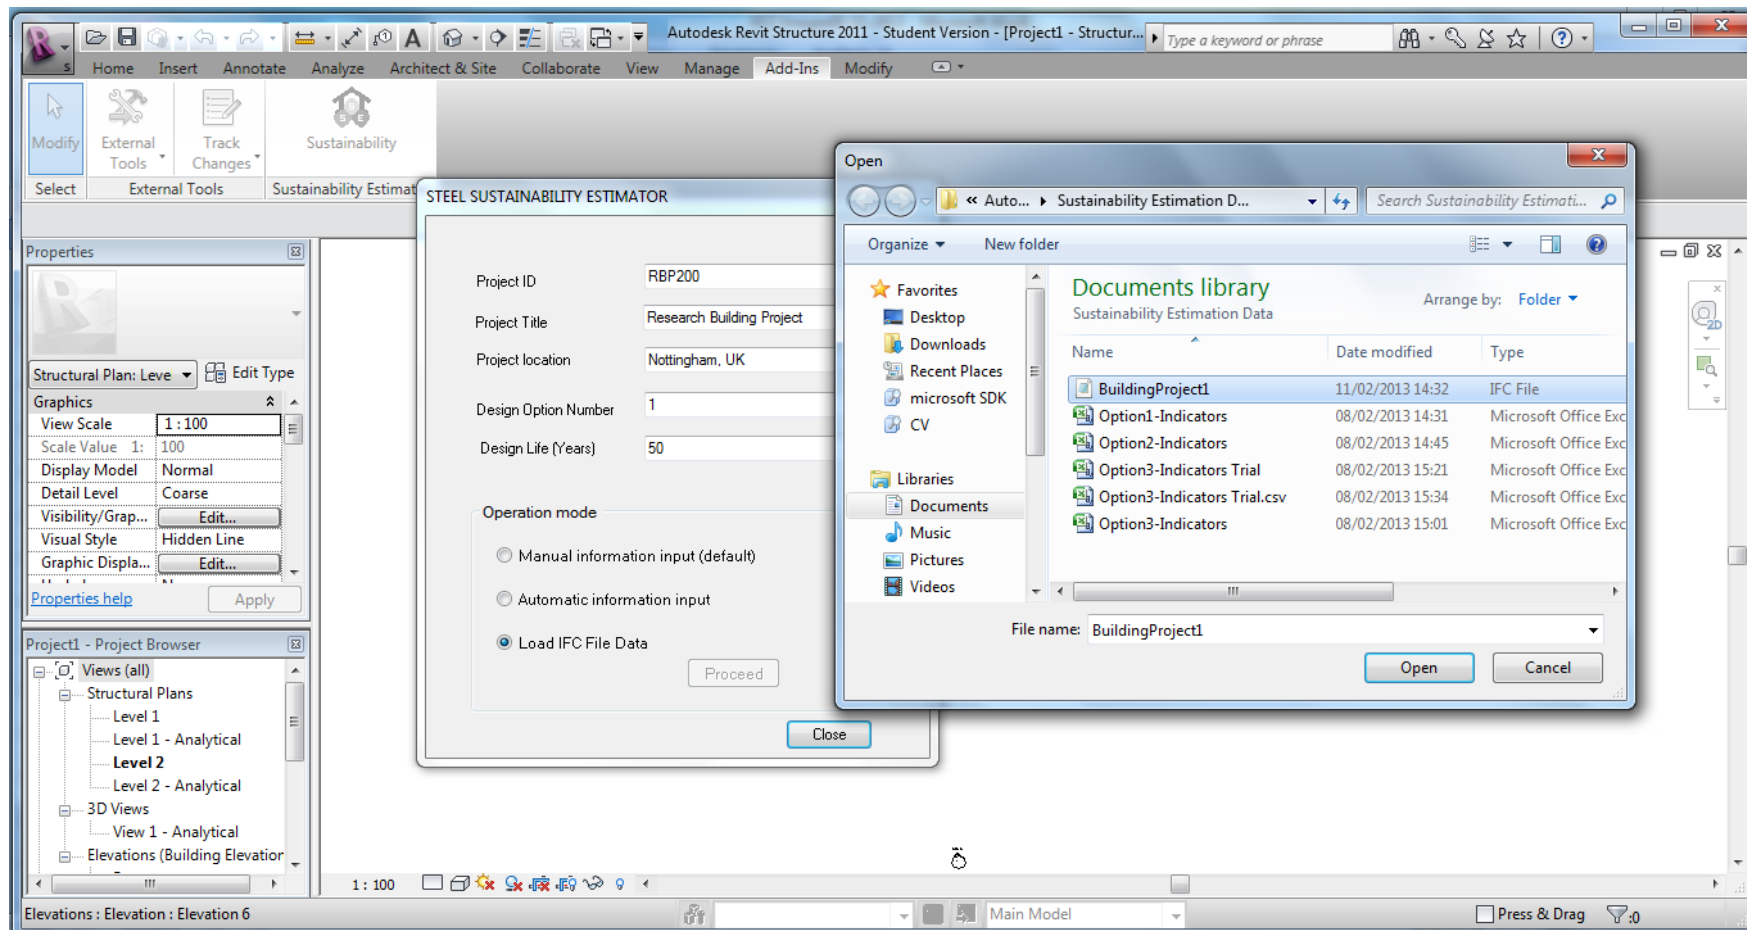 Autodesk Revit Structure 2011 - Student Version - [Project1 - Structur...
Type a keyword or phrase
Home Insert Annotate Analyze Architect & Site Collaborate View Manage Add-Ins Modify
Modify
External Tools
Track Changes
Sustainability
Select External Tools Sustainability Estimat
Properties
Structural Plan: Leve Edit Type
Graphics
View Scale 1 : 100
Scale Value 1: 100
Display Model Normal
Detail Level Coarse
Visibility/Grap... Edit...
Visual Style Hidden Line
Graphic Displa... Edit...
Properties help Apply
Project1 - Project Browser
Views (all)
Structural Plans
Level 1
Level 1 - Analytical
Level 2
Level 2 - Analytical
3D Views
View 1 - Analytical
Elevations (Building Elevation
STEEL SUSTAINABILITY ESTIMATOR
Project ID RBP200
Project Title Research Building Project
Project location Nottingham, UK
Design Option Number 1
Design Life (Years) 50
Operation mode
Manual information input (default)
Automatic information input
Load IFC File Data
Proceed
Close
Open
« Auto... Sustainability Estimation D...
Search Sustainability Estimati...
Organize New folder
Favorites
Desktop
Downloads
Recent Places
microsoft SDK
CV
Libraries
Documents
Music
Pictures
Videos
Documents library
Sustainability Estimation Data
Arrange by: Folder
Name Date modified Type
BuildingProject1 11/02/2013 14:32 IFC File
Option1-Indicators 08/02/2013 14:31 Microsoft Office Exc
Option2-Indicators 08/02/2013 14:45 Microsoft Office Exc
Option3-Indicators Trial 08/02/2013 15:21 Microsoft Office Exc
Option3-Indicators Trial.csv 08/02/2013 15:34 Microsoft Office Exc
Option3-Indicators 08/02/2013 15:01 Microsoft Office Exc
File name: BuildingProject1
Open Cancel
2D
1 : 100
Elevations : Elevation : Elevation 6
Main Model
Press & Drag
:0